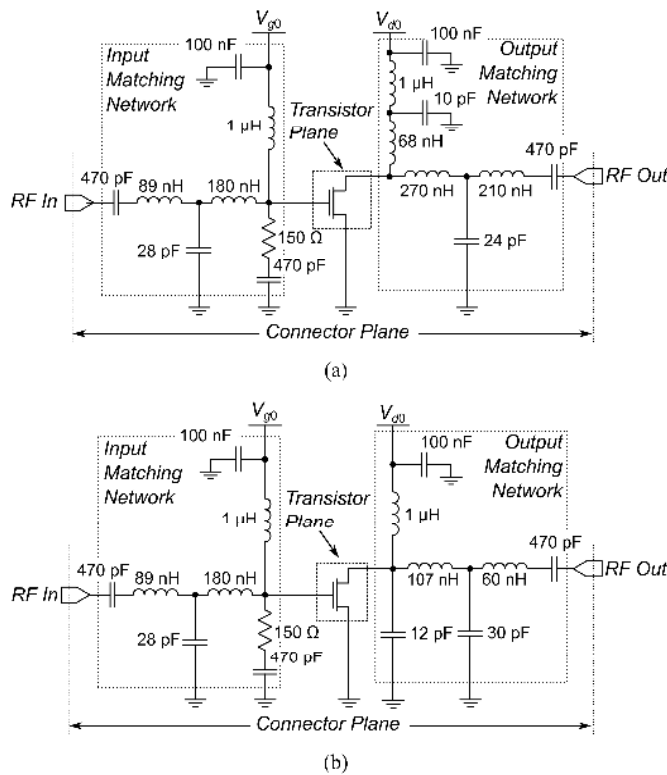 V_g0
V_d0
100 nF
100 nF
Input
Matching
Network
Output
Matching
Network
1 µH
10 pF
Transistor
Plane
1 µH
68 nH
470 pF
89 nH
180 nH
470 pF
RF In
RF Out
270 nH
210 nH
28 pF
150 Ω
24 pF
470 pF
Connector Plane
(a)
V_g0
V_d0
100 nF
100 nF
Input
Matching
Network
Output
Matching
Network
Transistor
Plane
1 µH
1 µH
470 pF
89 nH
180 nH
470 pF
RF In
RF Out
107 nH
60 nH
28 pF
150 Ω
12 pF
30 pF
470 pF
Connector Plane
(b)